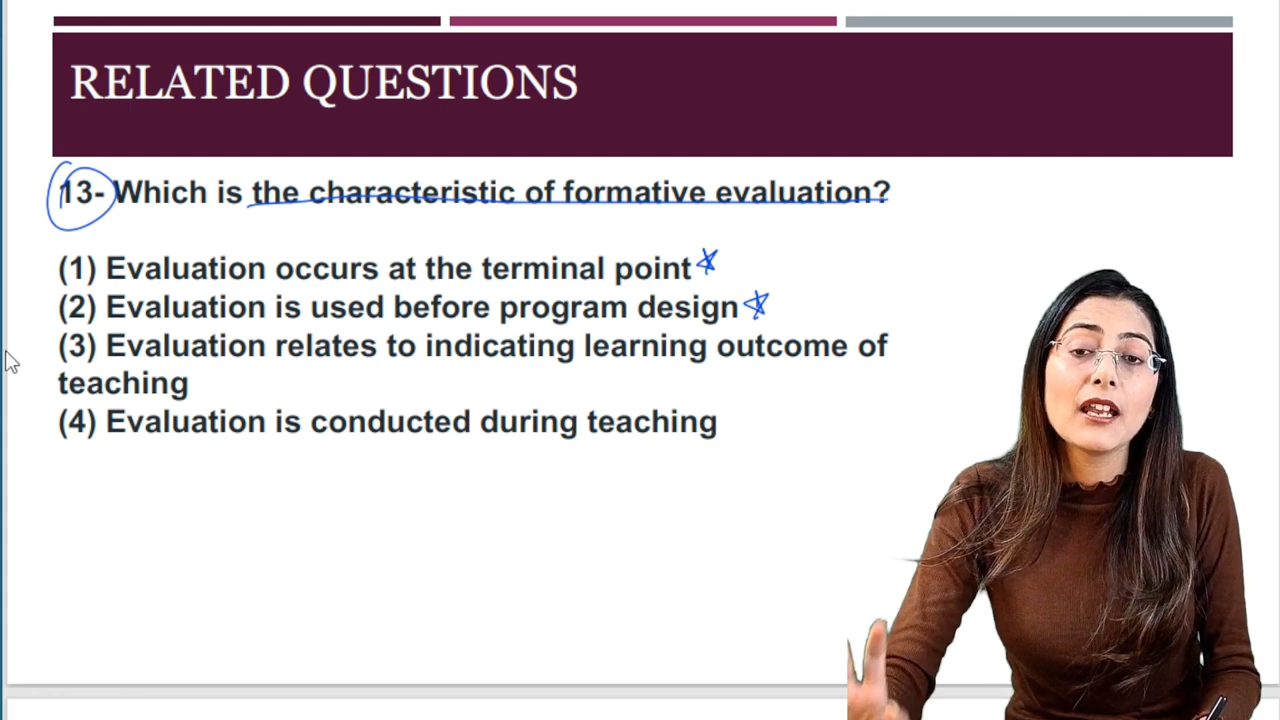 RELATED QUESTIONS
13- Which is the characteristic of formative evaluation?
(1) Evaluation occurs at the terminal point
(2) Evaluation is used before program design
(3) Evaluation relates to indicating learning outcome of
teaching
(4) Evaluation is conducted during teaching